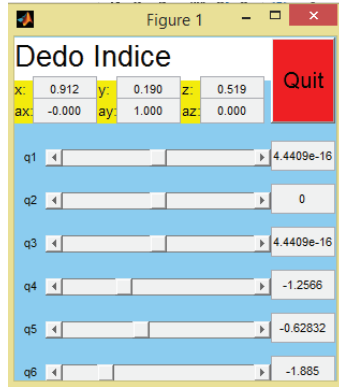 Figure 1
Dedo Indice
Quit
x: 0.912 y: 0.190 z: 0.519
ax: -0.000 ay: 1.000 az: 0.000
q1 4.4409e-16
q2 0
q3 4.4409e-16
q4 -1.2566
q5 -0.62832
q6 -1.885